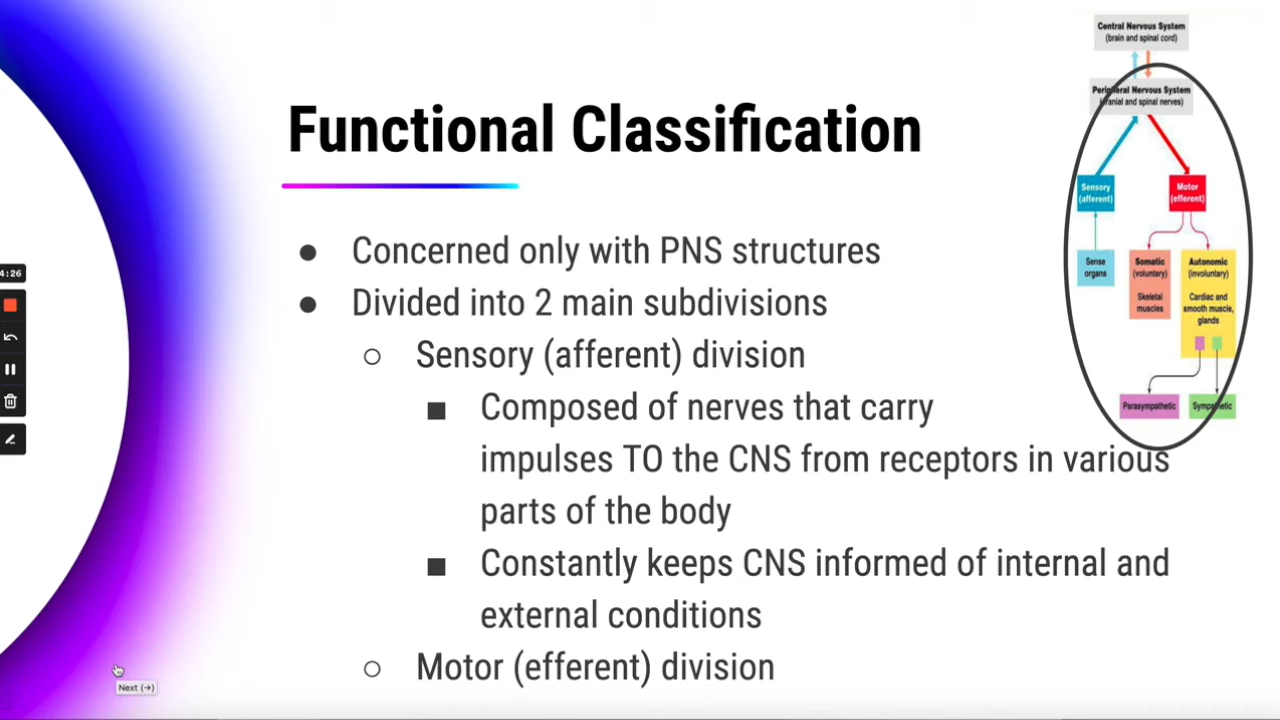 Central Nervous System
(brain and spinal cord)
Peripheral Nervous System
(cranial and spinal nerves)
Functional Classification
Sensory
(afferent)
Motor
(efferent)
● Concerned only with PNS structures
Sense
organs
Somatic
(voluntary)
Skeletal
muscles
Autonomic
(involuntary)
Cardiac and
smooth muscle,
glands
4:26
● Divided into 2 main subdivisions
○ Sensory (afferent) division
Parasympathetic
Sympathetic
■ Composed of nerves that carry
impulses TO the CNS from receptors in various
parts of the body
■ Constantly keeps CNS informed of internal and
external conditions
○ Motor (efferent) division
Next (→)